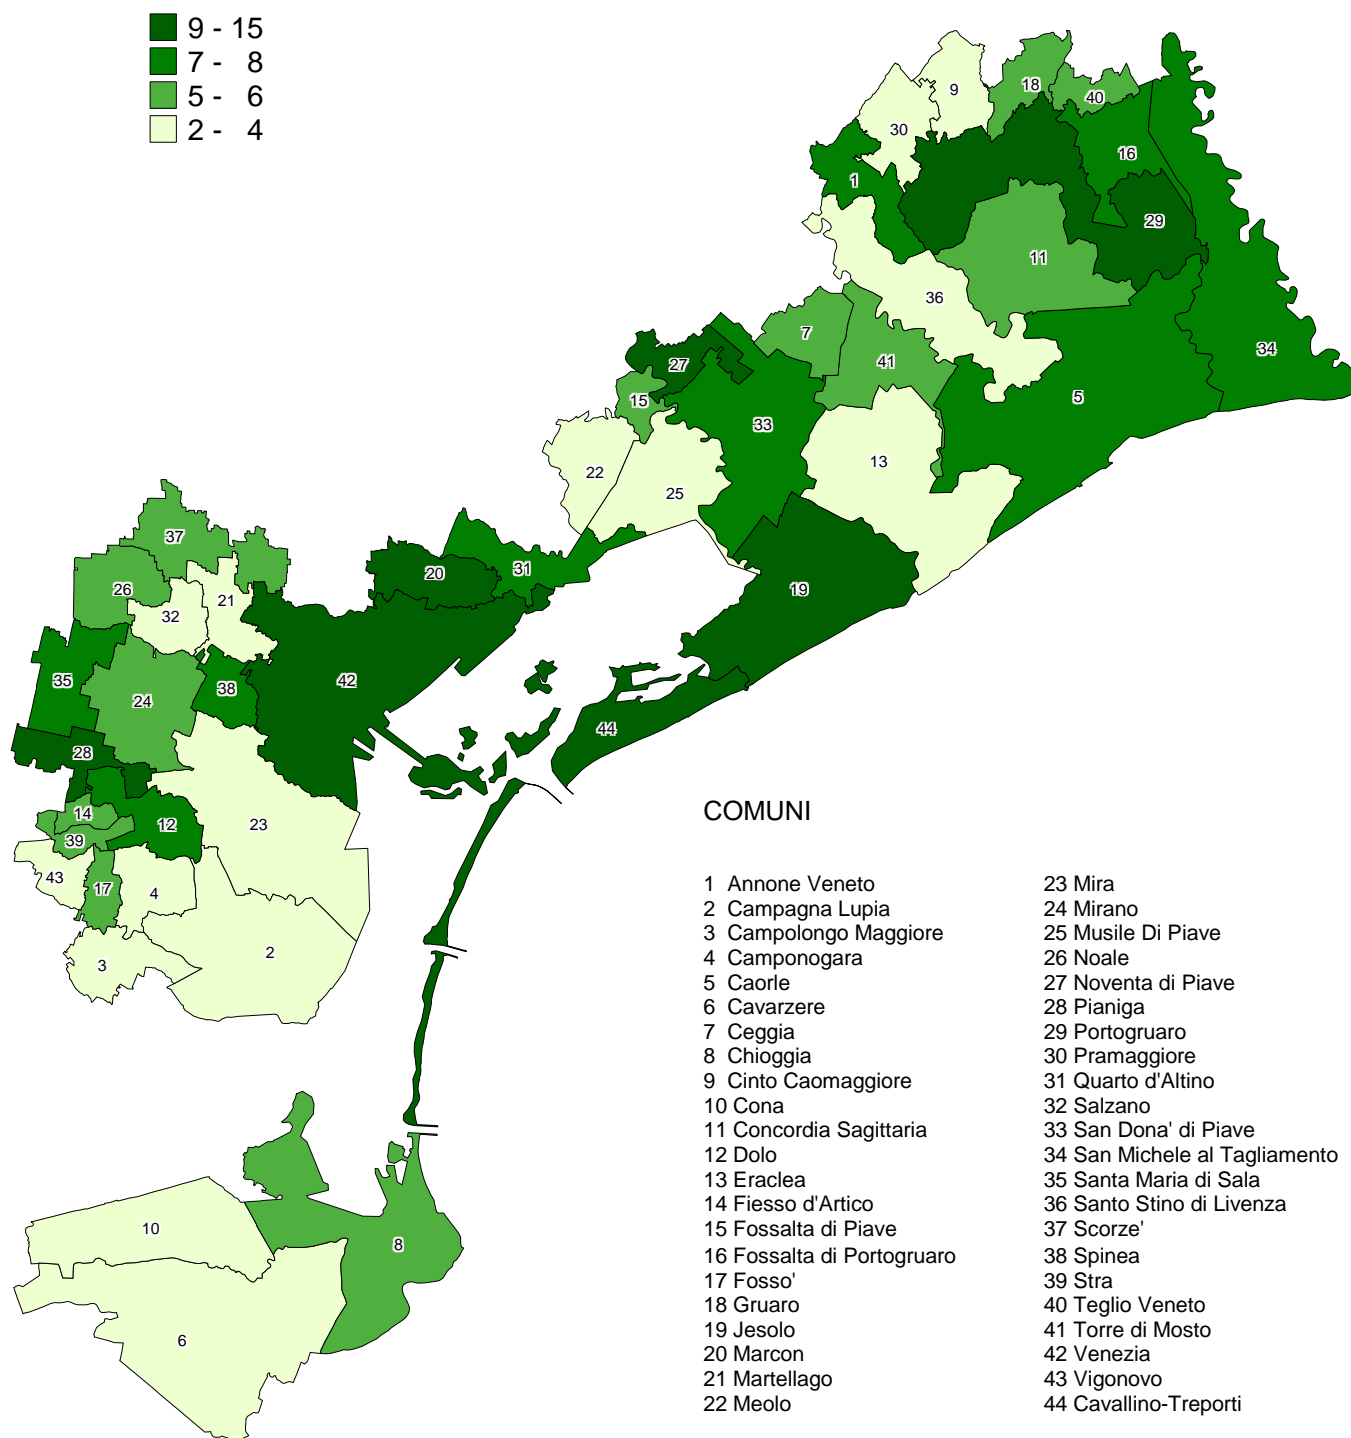 9 - 15
7 - 8
5 - 6
2 - 4
9
18
40
30
16
1
29
11
36
7
34
27
41
5
15
33
13
22
25
37
20
31
26
21
32
19
35
42
38
24
44
28
14
23
12
39
43
17
4
2
3
10
8
6
COMUNI
1 Annone Veneto
2 Campagna Lupia
3 Campolongo Maggiore
4 Camponogara
5 Caorle
6 Cavarzere
7 Ceggia
8 Chioggia
9 Cinto Caomaggiore
10 Cona
11 Concordia Sagittaria
12 Dolo
13 Eraclea
14 Fiesso d'Artico
15 Fossalta di Piave
16 Fossalta di Portogruaro
17 Fosso'
18 Gruaro
19 Jesolo
20 Marcon
21 Martellago
22 Meolo
23 Mira
24 Mirano
25 Musile Di Piave
26 Noale
27 Noventa di Piave
28 Pianiga
29 Portogruaro
30 Pramaggiore
31 Quarto d'Altino
32 Salzano
33 San Dona' di Piave
34 San Michele al Tagliamento
35 Santa Maria di Sala
36 Santo Stino di Livenza
37 Scorze'
38 Spinea
39 Stra
40 Teglio Veneto
41 Torre di Mosto
42 Venezia
43 Vigonovo
44 Cavallino-Treporti